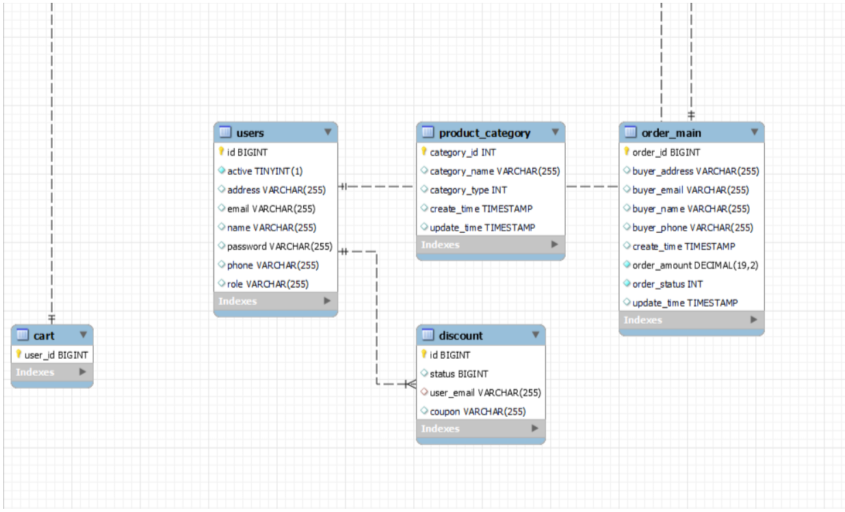 users
id BIGINT
active TINYINT(1)
address VARCHAR(255)
email VARCHAR(255)
name VARCHAR(255)
password VARCHAR(255)
phone VARCHAR(255)
role VARCHAR(255)
Indexes
product_category
category_id INT
category_name VARCHAR(255)
category_type INT
create_time TIMESTAMP
update_time TIMESTAMP
Indexes
order_main
order_id BIGINT
buyer_address VARCHAR(255)
buyer_email VARCHAR(255)
buyer_name VARCHAR(255)
buyer_phone VARCHAR(255)
create_time TIMESTAMP
order_amount DECIMAL(19,2)
order_status INT
update_time TIMESTAMP
Indexes
cart
user_id BIGINT
Indexes
discount
id BIGINT
status BIGINT
user_email VARCHAR(255)
coupon VARCHAR(255)
Indexes